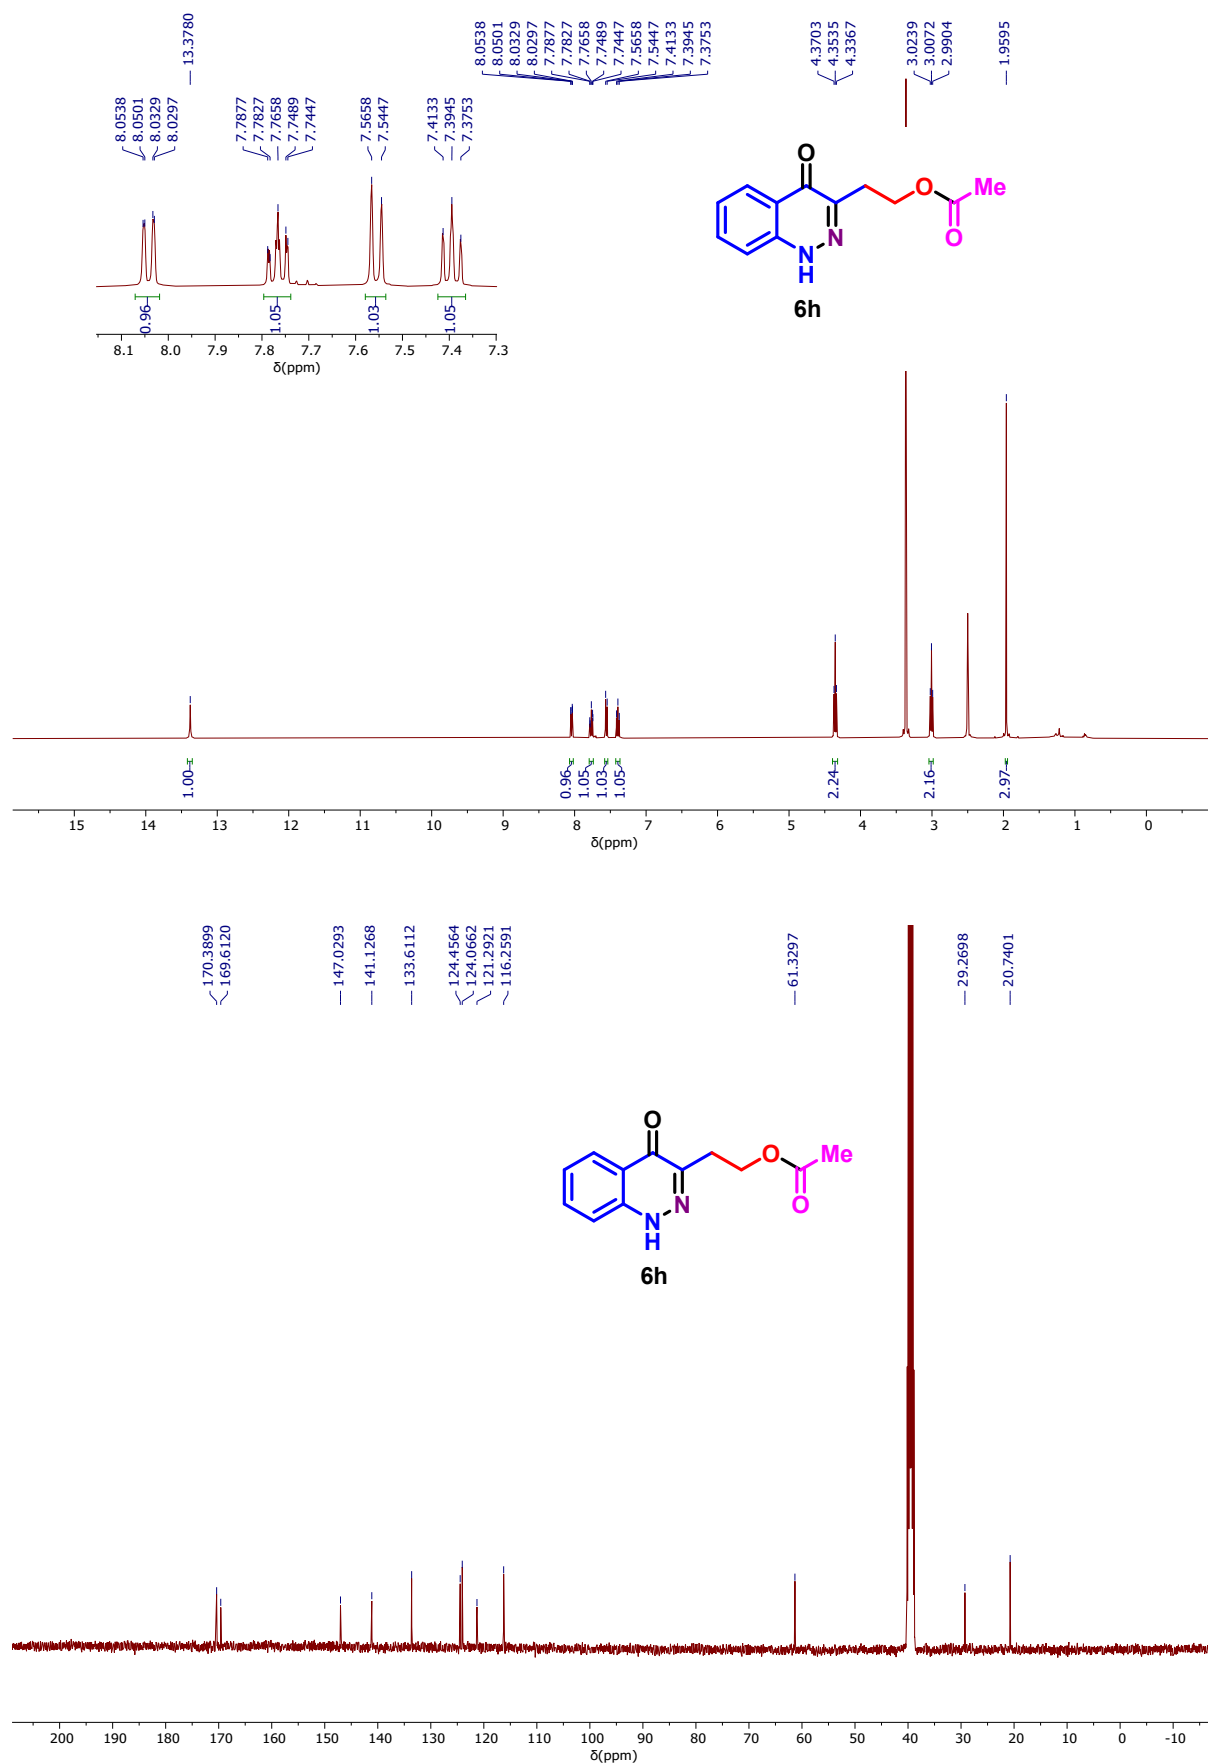 13.3780
8.0538
8.0501
8.0329
8.0297
7.7877
7.7827
7.7658
7.7489
7.7447
7.5658
7.5447
7.4133
7.3945
7.3753
4.3703
4.3535
4.3367
3.0239
3.0072
2.9904
1.9595
8.0538
8.0501
8.0329
8.0297
7.7877
7.7827
7.7658
7.7489
7.7447
7.5658
7.5447
7.4133
7.3945
7.3753
0.96 1.05 1.03 1.05
8.1 8.0 7.9 7.8 7.7 7.6 7.5 7.4 7.3
δ(ppm)
O
O Me
N O
N
H
6h
1.00 0.96 1.05 1.03 1.05 2.24 2.16 2.97
15 14 13 12 11 10 9 8 7 6 5 4 3 2 1 0
δ(ppm)
170.3899
169.6120
147.0293
141.1268
133.6112
124.4564
124.0662
121.2921
116.2591
61.3297
29.2698
20.7401
O
O Me
N O
N
H
6h
200 190 180 170 160 150 140 130 120 110 100 90 80 70 60 50 40 30 20 10 0 -10
δ(ppm)